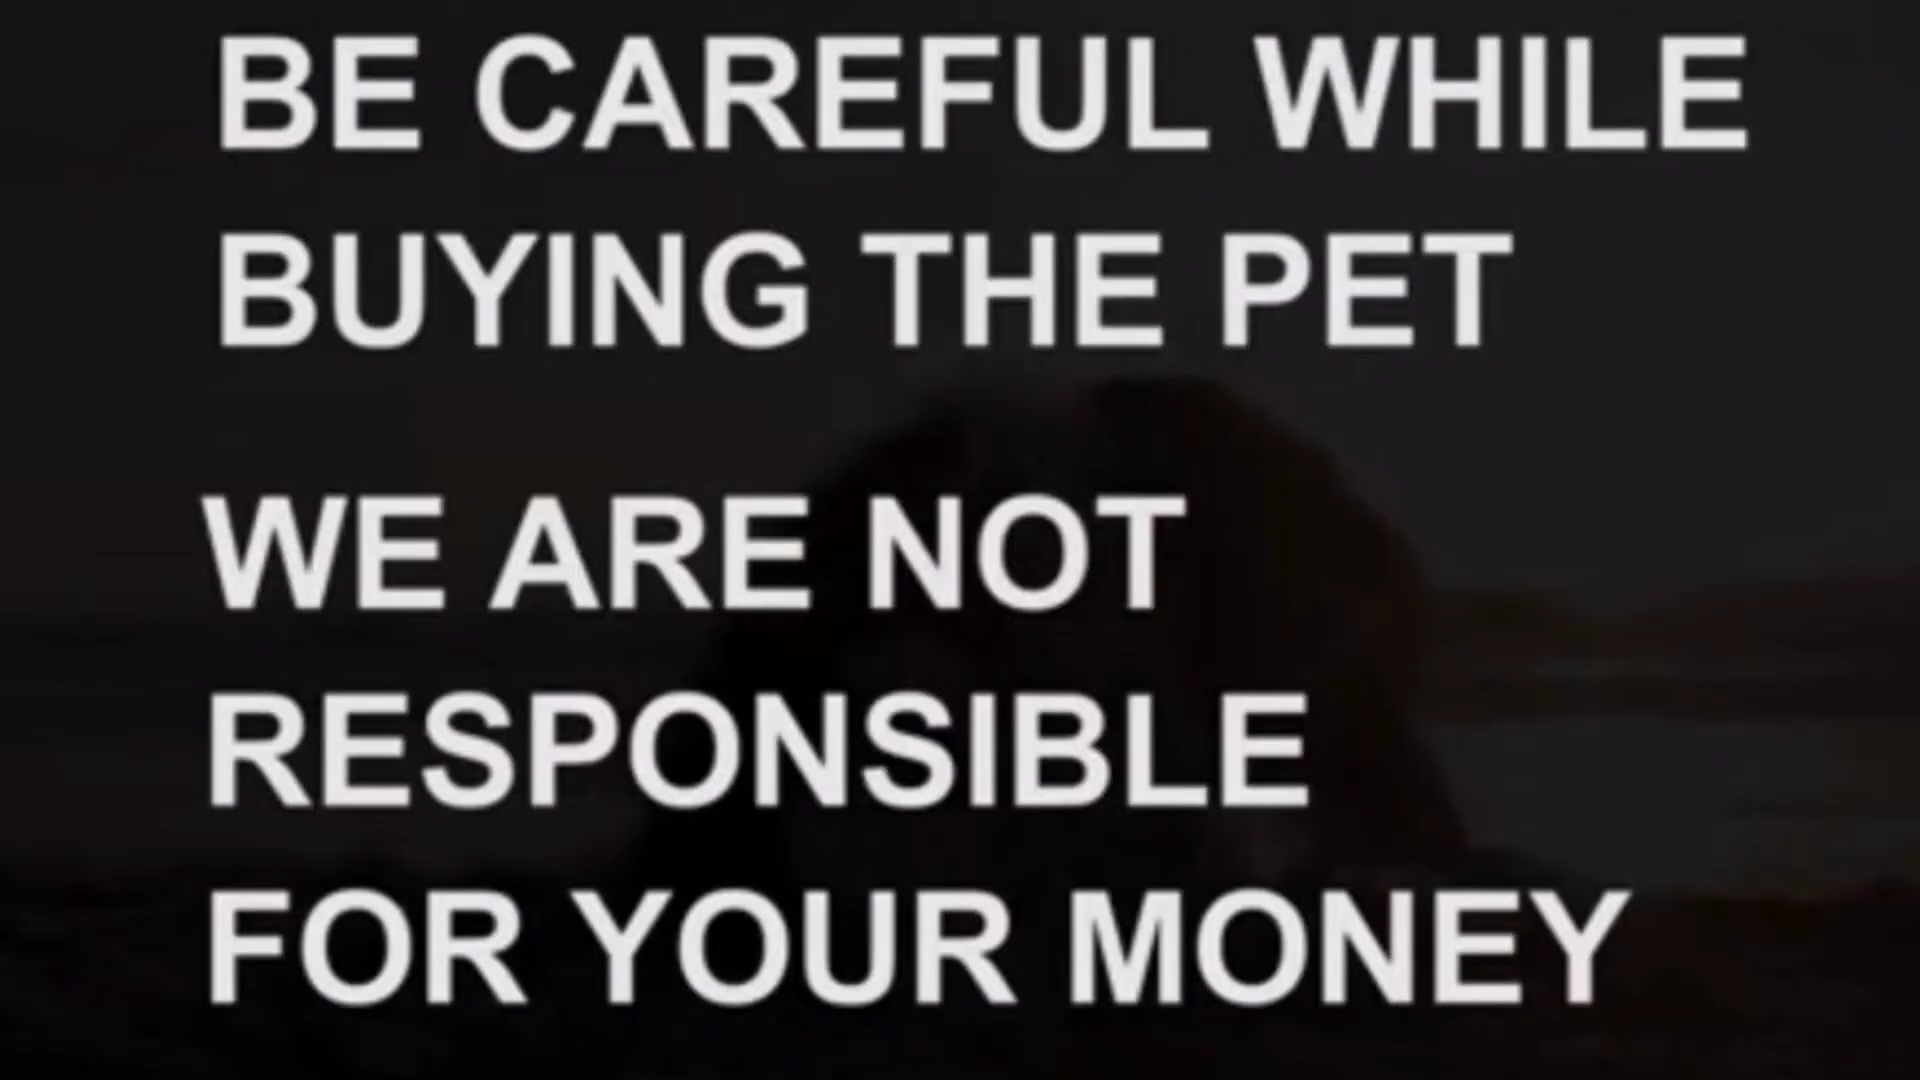 BE CAREFUL WHILE
BUYING THE PET
WE ARE NOT
RESPONSIBLE
FOR YOUR MONEY